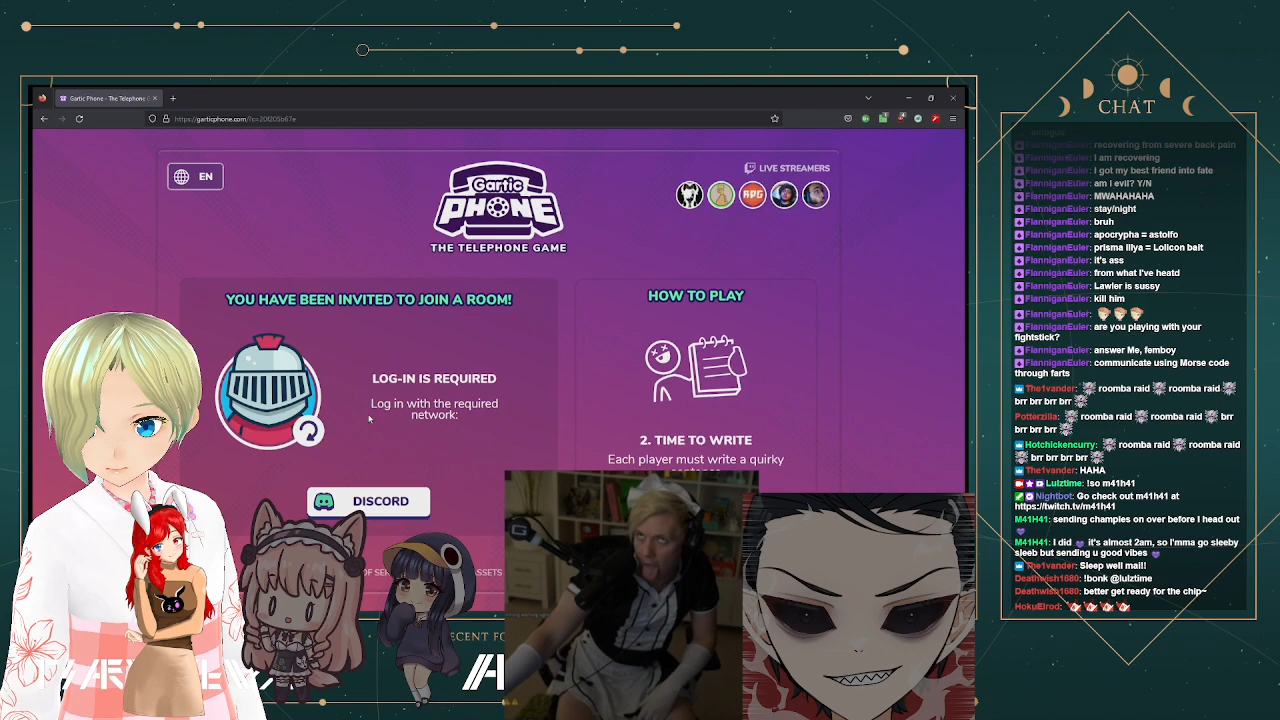 Gartic Phone - The Telephone G
https://garticphone.com/?c=20f205b67e
EN
Gartic
PHONE
THE TELEPHONE GAME
LIVE STREAMERS
RPG
YOU HAVE BEEN INVITED TO JOIN A ROOM!
LOG-IN IS REQUIRED
Log in with the required
network:
DISCORD
HOW TO PLAY
2. TIME TO WRITE
Each player must write a quirky
ECENT FO
CHAT
FlanniganEuler: recovering from severe back pain
FlanniganEuler: I am recovering
FlanniganEuler: I got my best friend into fate
FlanniganEuler: am I evil? Y/N
FlanniganEuler: MWAHAHAHA
FlanniganEuler: stay/night
FlanniganEuler: bruh
FlanniganEuler: apocrypha = astolfo
FlanniganEuler: prisma Illya = Lolicon bait
FlanniganEuler: it's ass
FlanniganEuler: from what I've heatd
FlanniganEuler: Lawler is sussy
FlanniganEuler: kill him
FlanniganEuler:
FlanniganEuler: are you playing with your
fightstick?
FlanniganEuler: answer Me, femboy
FlanniganEuler: communicate using Morse code
through farts
The1vander: roomba raid roomba raid
brr brr brr brr
Potterzilla: roomba raid roomba raid brr
brr brr brr
Hotchickencurry: roomba raid roomba raid
brr brr brr brr
The1vander: HAHA
Lulztime: !so m41h41
Nightbot: Go check out m41h41 at
https://twitch.tv/m41h41
M41H41: sending champles on over before I head out
M41H41: I did it's almost 2am, so I'mma go sleeby
sleeb but sending u good vibes
The1vander: Sleep well mai!!
Deathwish1680: !bonk @lulztime
Deathwish1680: better get ready for the chip~
HokuElrod: